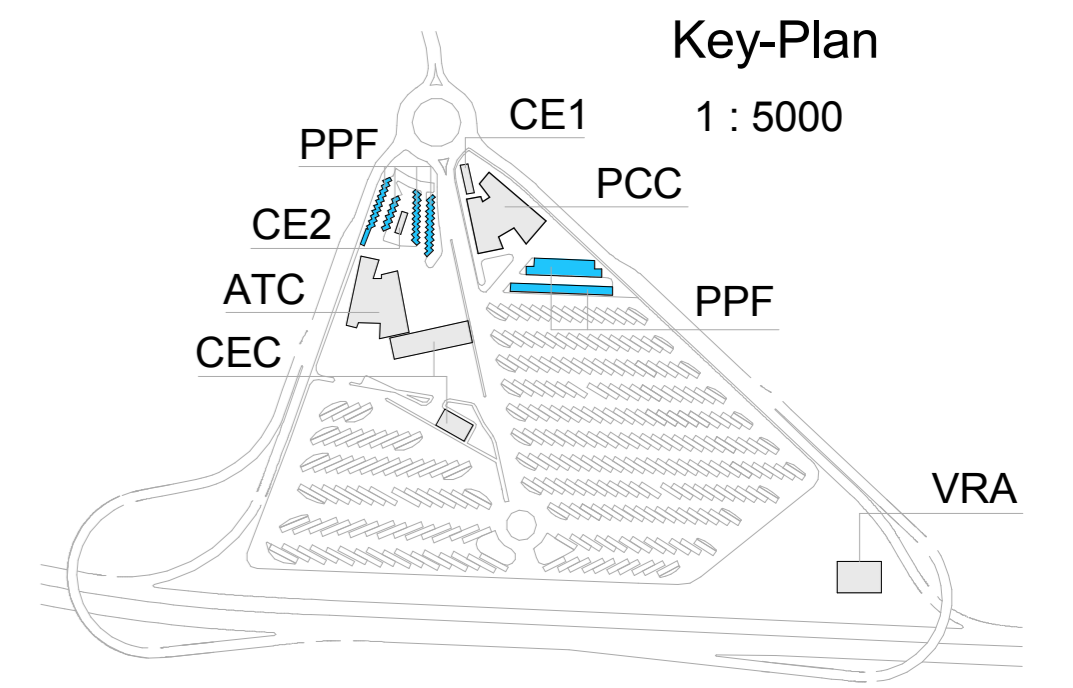 Key-Plan
1 : 5000
CE1
PPF
PCC
CE2
ATC
PPF
CEC
VRA